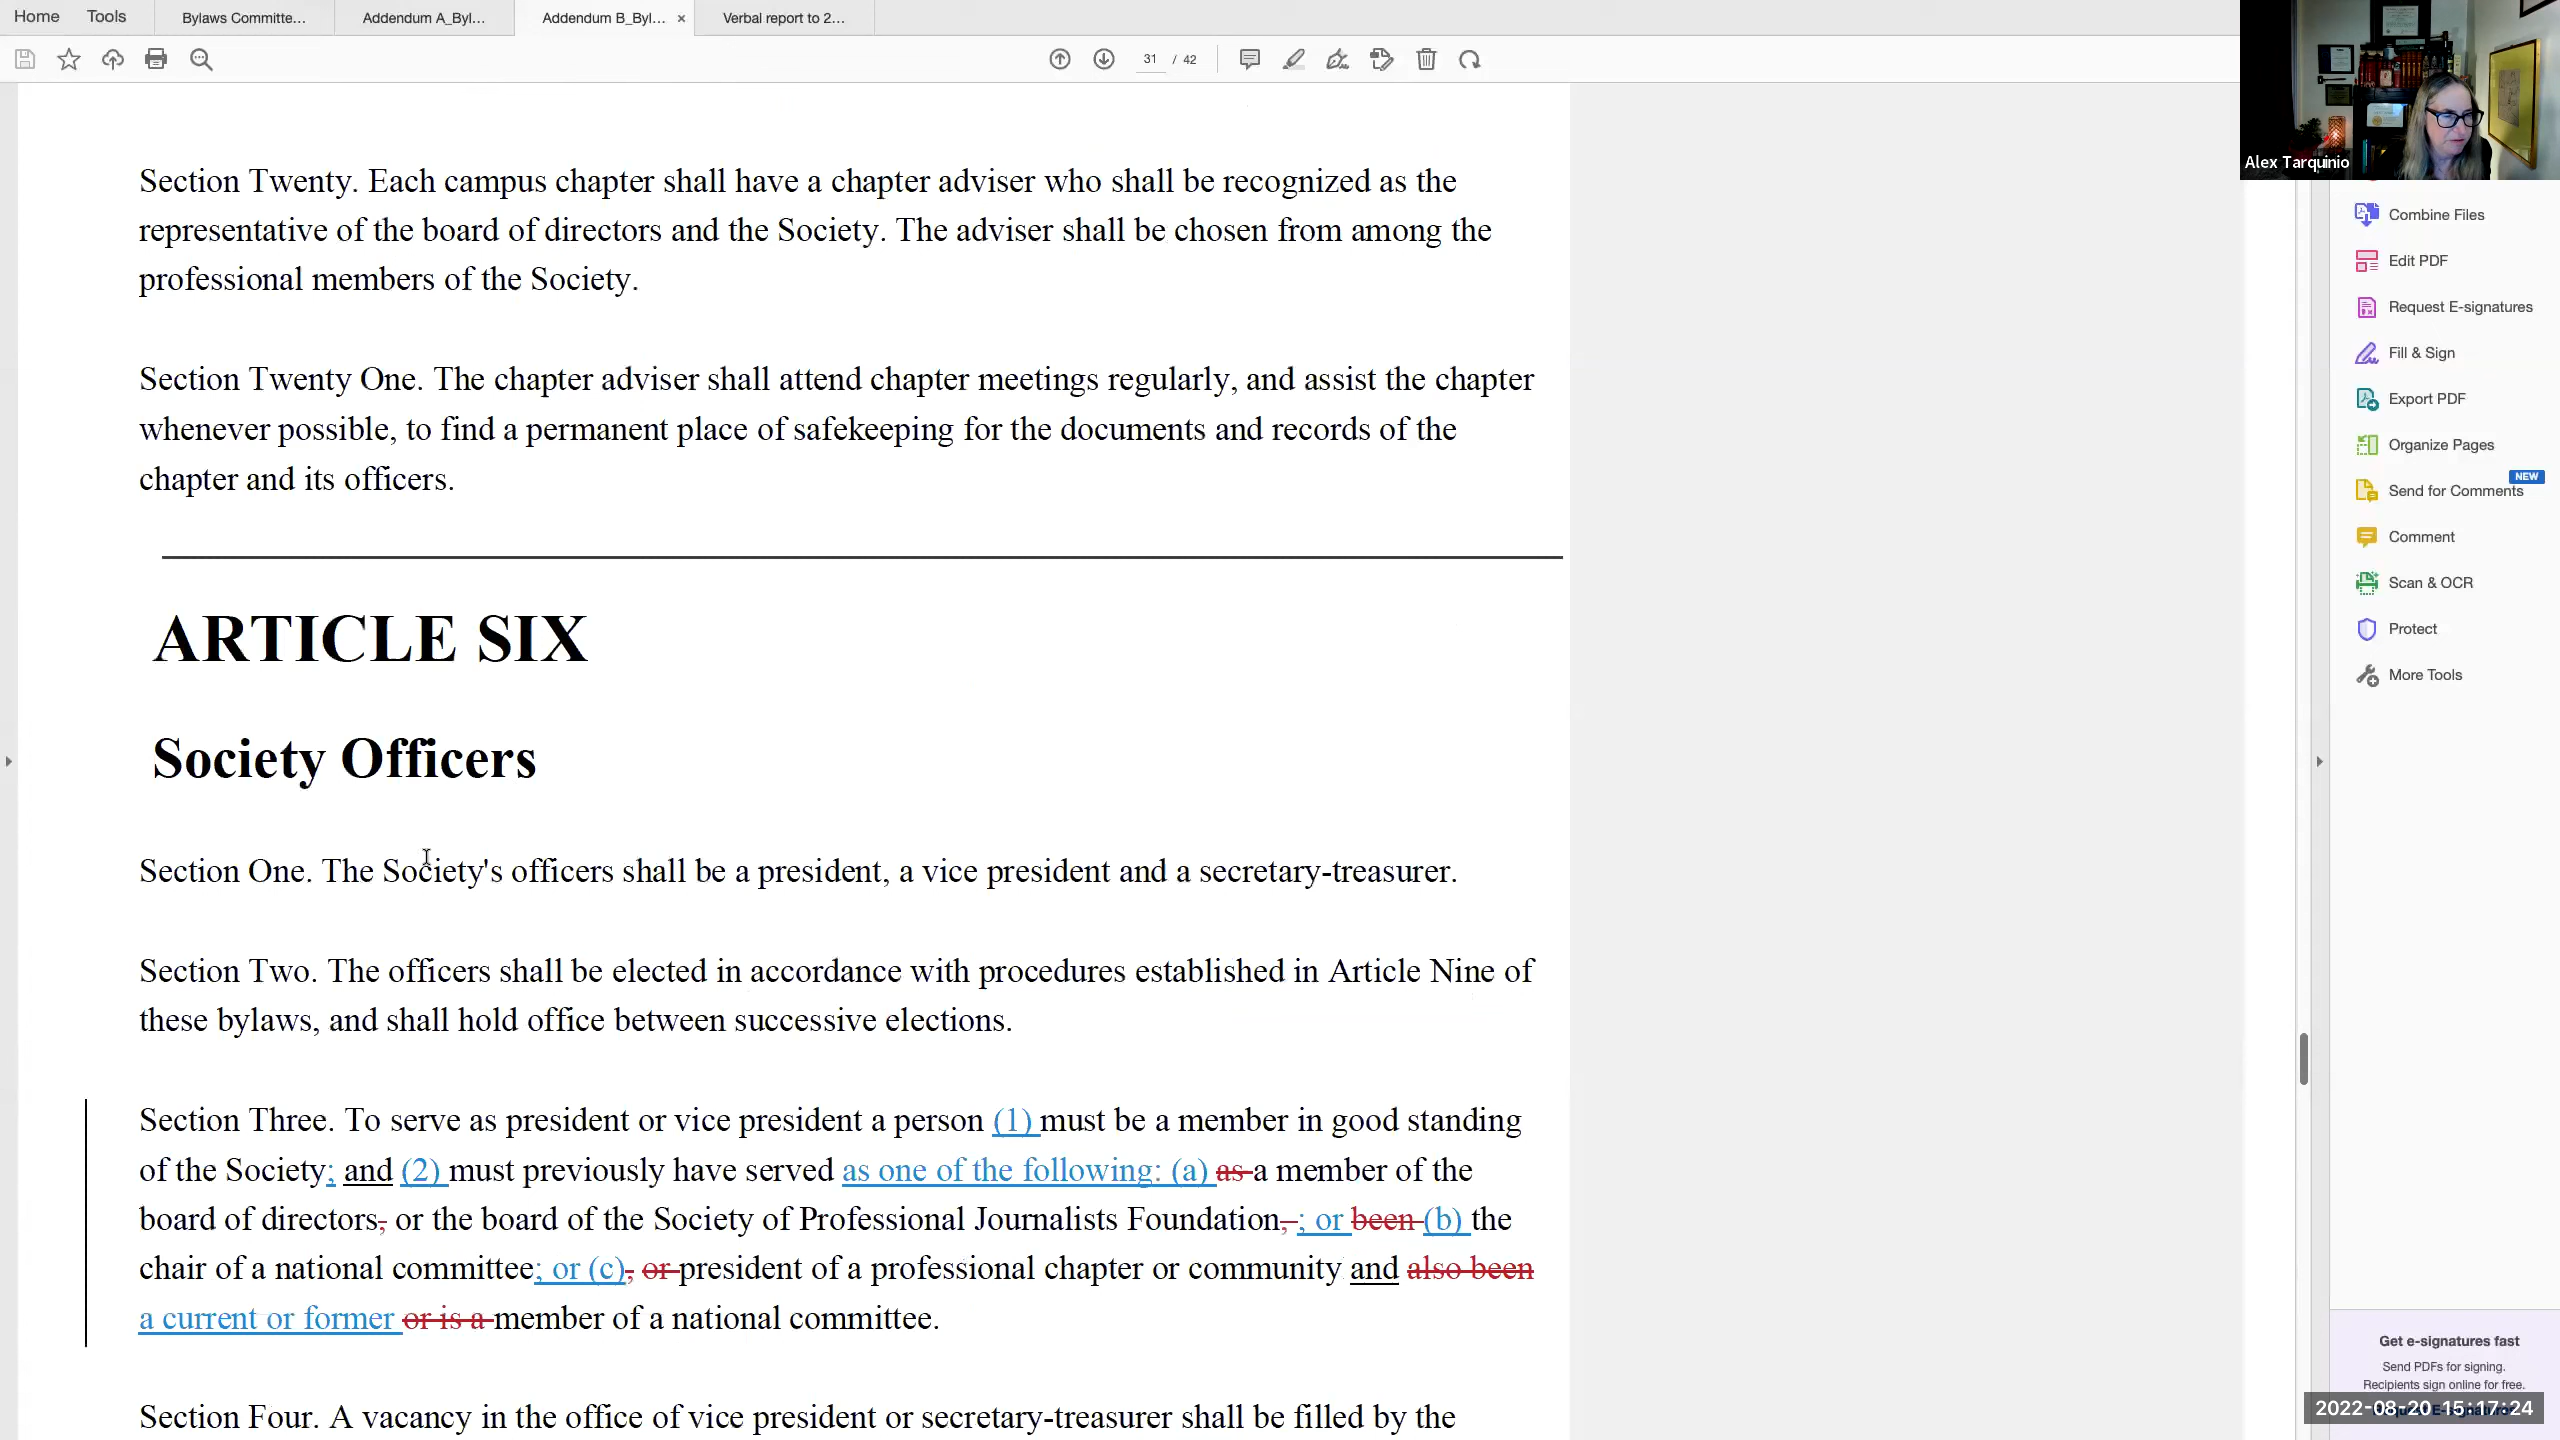 Home Tools Bylaws Committe... Addendum A_Byl... Addendum B_Byl... × Verbal report to 2...
31 / 42
Alex Tarquinio
Section Twenty. Each campus chapter shall have a chapter adviser who shall be recognized as the
representative of the board of directors and the Society. The adviser shall be chosen from among the
professional members of the Society.
Section Twenty One. The chapter adviser shall attend chapter meetings regularly, and assist the chapter
whenever possible, to find a permanent place of safekeeping for the documents and records of the
chapter and its officers.
ARTICLE SIX
Society Officers
Section One. The Society's officers shall be a president, a vice president and a secretary-treasurer.
Section Two. The officers shall be elected in accordance with procedures established in Article Nine of
these bylaws, and shall hold office between successive elections.
Section Three. To serve as president or vice president a person (1) must be a member in good standing
of the Society; and (2) must previously have served as one of the following: (a) as a member of the
board of directors, or the board of the Society of Professional Journalists Foundation, ; or been (b) the
chair of a national committee; or (c), or president of a professional chapter or community and also been
a current or former or is a member of a national committee.
Section Four. A vacancy in the office of vice president or secretary-treasurer shall be filled by the
Combine Files
Edit PDF
Request E-signatures
Fill & Sign
Export PDF
Organize Pages
NEW
Send for Comments
Comment
Scan & OCR
Protect
More Tools
Get e-signatures fast
Send PDFs for signing.
Recipients sign online for free.
2022-08-20 15:17:24